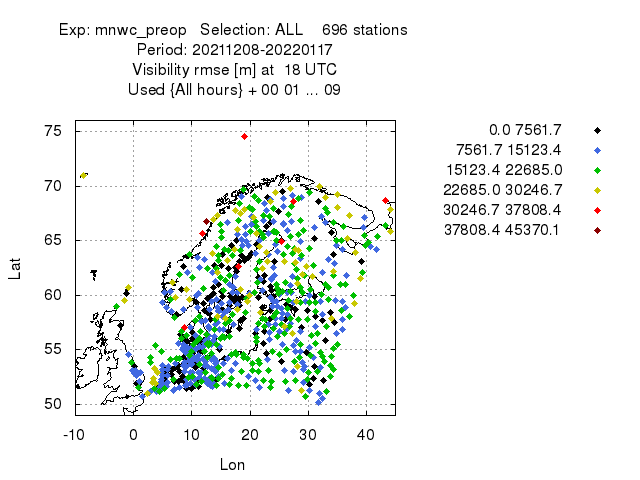 Exp: mnwc_preop Selection: ALL 696 stations
Period: 20211208-20220117
Visibility rmse [m] at 18 UTC
Used {All hours} + 00 01 ... 09
0.0 7561.7
7561.7 15123.4
15123.4 22685.0
22685.0 30246.7
30246.7 37808.4
37808.4 45370.1
75
70
65
60
55
50
Lat
-10 0 10 20 30 40
Lon